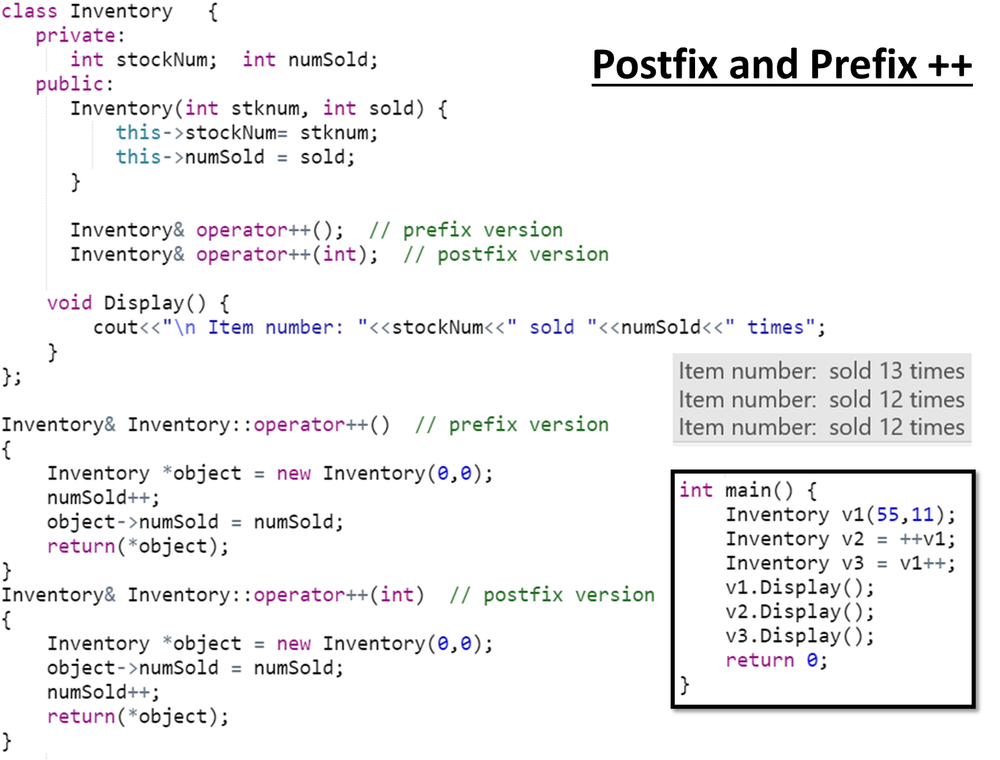 Postfix and Prefix ++
class Inventory   {
   private:
      int stockNum;  int numSold;
   public:
      Inventory(int stknum, int sold) {
          this->stockNum= stknum;
          this->numSold = sold;
      }
      Inventory& operator++();  // prefix version
      Inventory& operator++(int);  // postfix version
    void Display() {
        cout<<"\n Item number: "<<stockNum<<" sold "<<numSold<<" times";
    }
};
Inventory& Inventory::operator++()  // prefix version
{
    Inventory *object = new Inventory(0,0);
    numSold++;
    object->numSold = numSold;
    return(*object);
}
Inventory& Inventory::operator++(int)  // postfix version
{
    Inventory *object = new Inventory(0,0);
    object->numSold = numSold;
    numSold++;
    return(*object);
}
Item number:  sold 13 times
Item number:  sold 12 times
Item number:  sold 12 times
int main() {
    Inventory v1(55,11);
    Inventory v2 = ++v1;
    Inventory v3 = v1++;
    v1.Display();
    v2.Display();
    v3.Display();
    return 0;
}